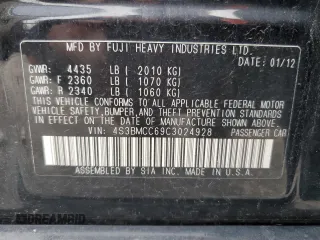 MFD BY FUJI HEAVY INDUSTRIES LTD.
DATE: 01/12
GVWR: 4435 LB ( 2010 KG)
GAWR: F 2360 LB ( 1070 KG)
GAWR: R 2340 LB ( 1060 KG)
THIS VEHICLE CONFORMS TO ALL APPLICABLE U.S. FEDERAL MOTOR
VEHICLE SAFETY, BUMPER, AND THEFT PREVENTION STANDARDS
IN EFFECT ON THE DATE OF MANUFACTURE SHOWN ABOVE.
VIN: 4S3BMCC69C3024928
PASSENGER CAR
ASSEMBLED BY SIA INC. MADE IN U.S.A.